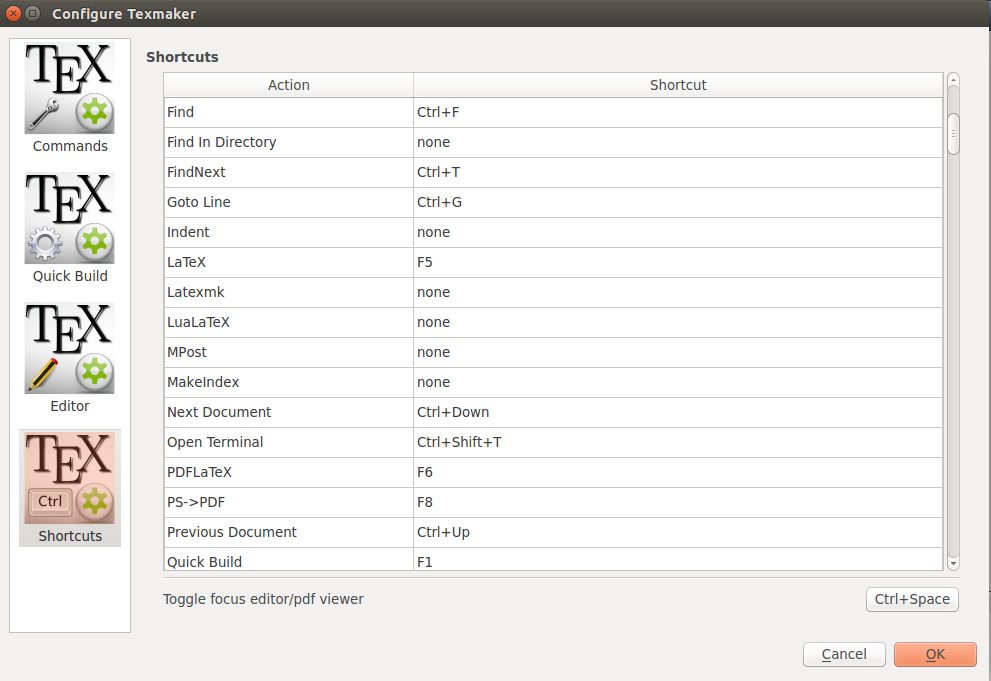 Configure Texmaker
TEX
Commands
TEX
Quick Build
TEX
Editor
TEX
Ctrl
Shortcuts
Shortcuts
Action Shortcut
Find Ctrl+F
Find In Directory none
FindNext Ctrl+T
Goto Line Ctrl+G
Indent none
LaTeX F5
Latexmk none
LuaLaTeX none
MPost none
MakeIndex none
Next Document Ctrl+Down
Open Terminal Ctrl+Shift+T
PDFLaTeX F6
PS->PDF F8
Previous Document Ctrl+Up
Quick Build F1
Toggle focus editor/pdf viewer Ctrl+Space
Cancel OK